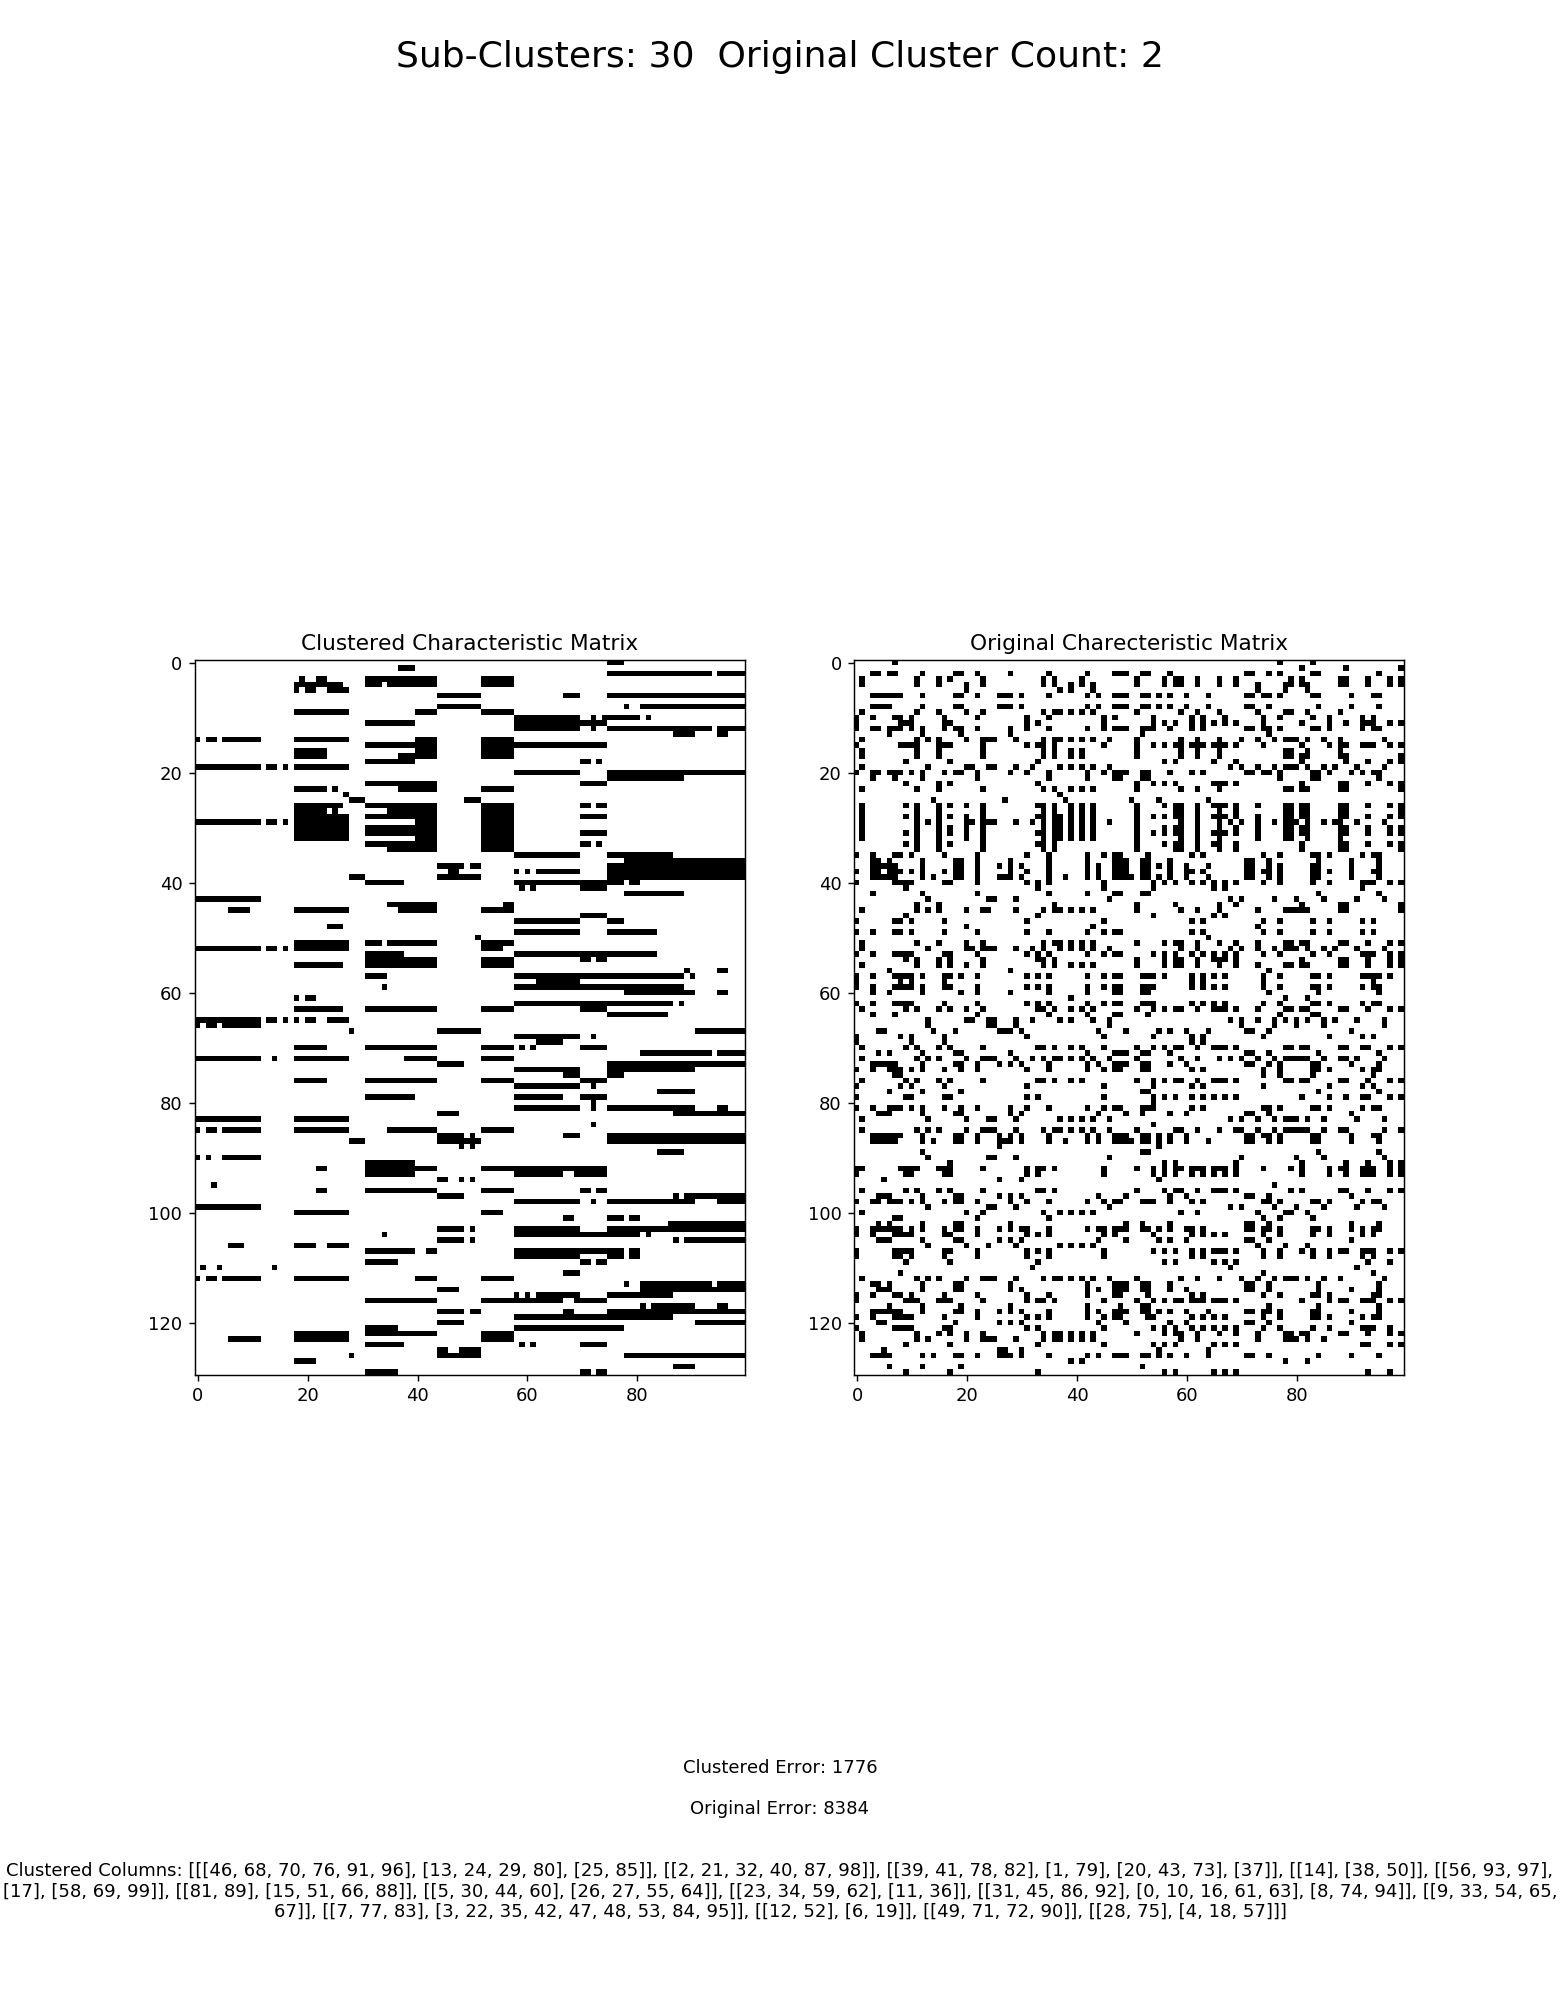 Sub-Clusters: 30  Original Cluster Count: 2
Clustered Characteristic Matrix
0
20
40
60
80
100
120
0 20 40 60 80
Original Charecteristic Matrix
0
20
40
60
80
100
120
0 20 40 60 80
Clustered Error: 1776
Original Error: 8384
Clustered Columns: [[[46, 68, 70, 76, 91, 96], [13, 24, 29, 80], [25, 85]], [[2, 21, 32, 40, 87, 98]], [[39, 41, 78, 82], [1, 79], [20, 43, 73], [37]], [[14], [38, 50]], [[56, 93, 97],
[17], [58, 69, 99]], [[81, 89], [15, 51, 66, 88]], [[5, 30, 44, 60], [26, 27, 55, 64]], [[23, 34, 59, 62], [11, 36]], [[31, 45, 86, 92], [0, 10, 16, 61, 63], [8, 74, 94]], [[9, 33, 54, 65,
67]], [[7, 77, 83], [3, 22, 35, 42, 47, 48, 53, 84, 95]], [[12, 52], [6, 19]], [[49, 71, 72, 90]], [[28, 75], [4, 18, 57]]]